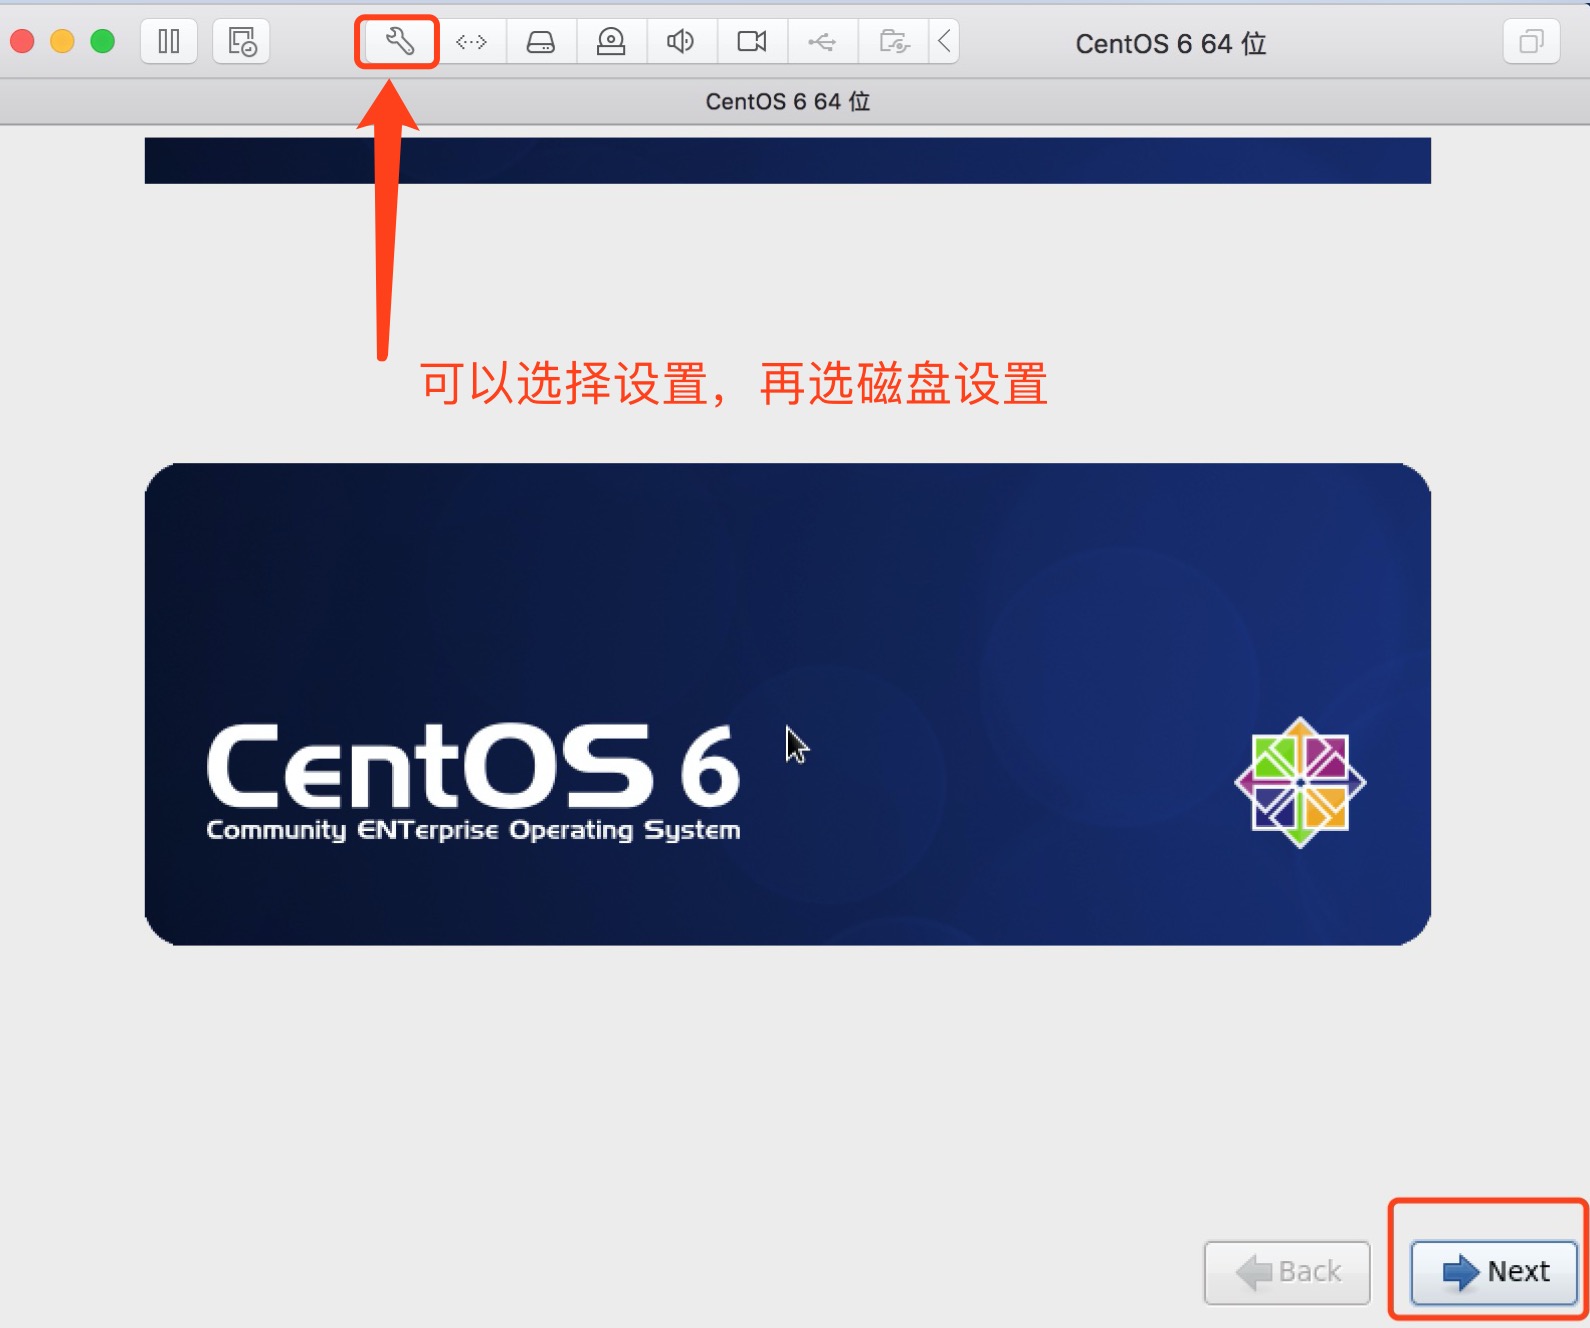 CentOS 6 64 位
CentOS 6 64 位
可以选择设置，再选磁盘设置
CentOS 6
Community ENTerprise Operating System
Back
Next